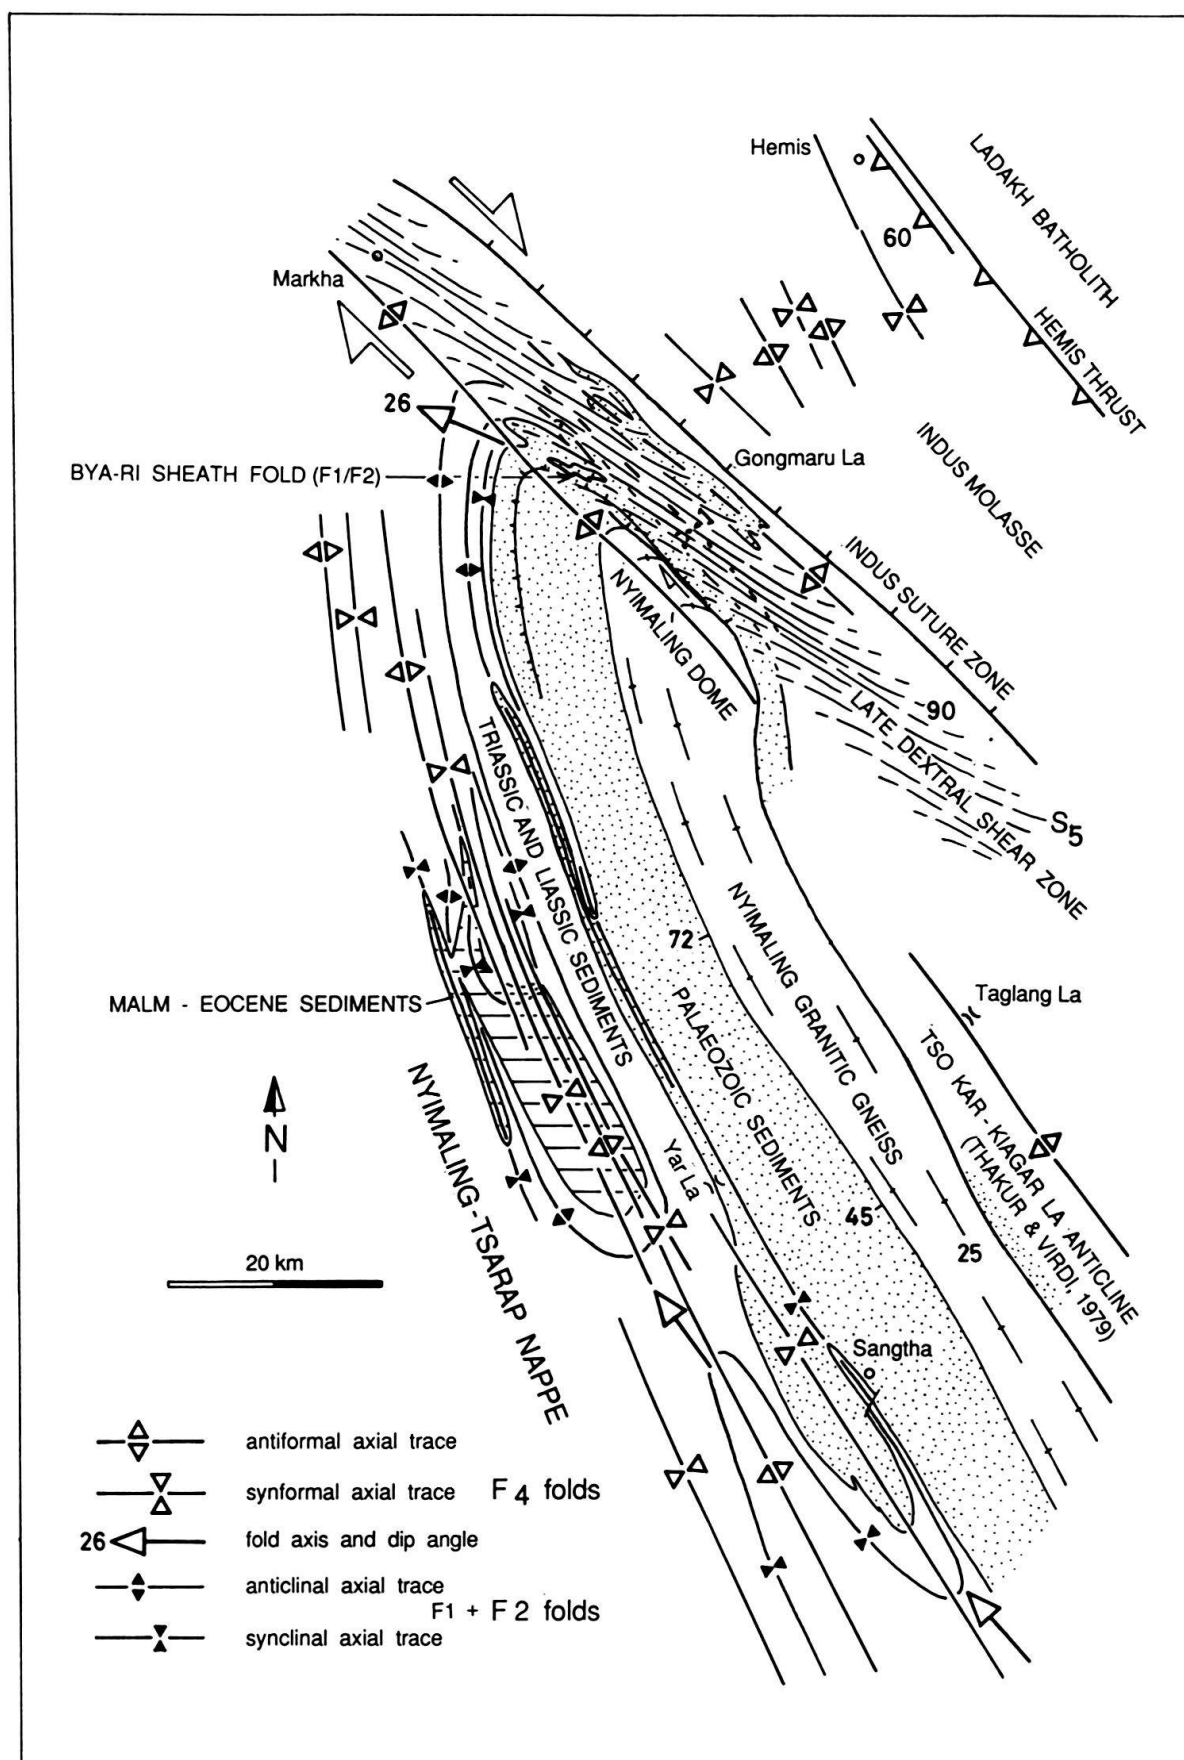 Hemis
LADAKH BATHOLITH
60
Markha
HEMIS THRUST
26
Gongmaru La
INDUS MOLASSE
BYA-RI SHEATH FOLD (F1/F2)
INDUS SUTURE ZONE
NYIMALING DOME
90
LATE DEXTRAL SHEAR ZONE
S5
TRIASSIC AND LIASSIC SEDIMENTS
72
NYIMALING GRANITIC GNEISS
MALM - EOCENE SEDIMENTS
PALAEOZOIC SEDIMENTS
Taglang La
TSO KAR - KIAGAR LA ANTICLINE
(THAKUR & VIRDI, 1979)
N
NYIMALING-TSARAP NAPPE
Yar La
45
25
20 km
Sangtha
antiformal axial trace
synformal axial trace F4 folds
26 fold axis and dip angle
anticlinal axial trace
F1 + F2 folds
synclinal axial trace